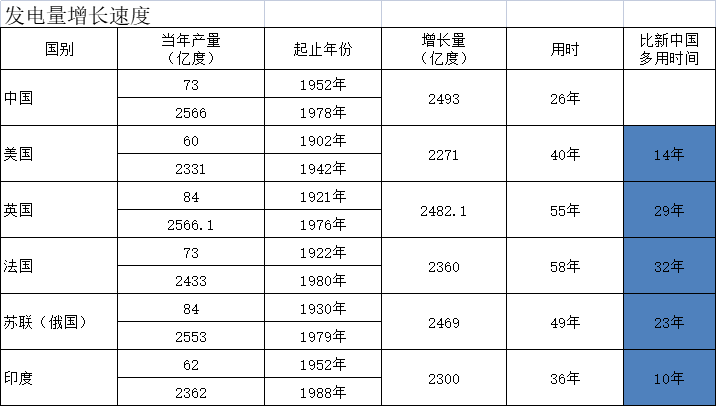 发电量增长速度
国别 当年产量（亿度） 起止年份 增长量（亿度） 用时 比新中国多用时间
中国 73 1952年 2493 26年
2566 1978年
美国 60 1902年 2271 40年 14年
2331 1942年
英国 84 1921年 2482.1 55年 29年
2566.1 1976年
法国 73 1922年 2360 58年 32年
2433 1980年
苏联（俄国） 84 1930年 2469 49年 23年
2553 1979年
印度 62 1952年 2300 36年 10年
2362 1988年